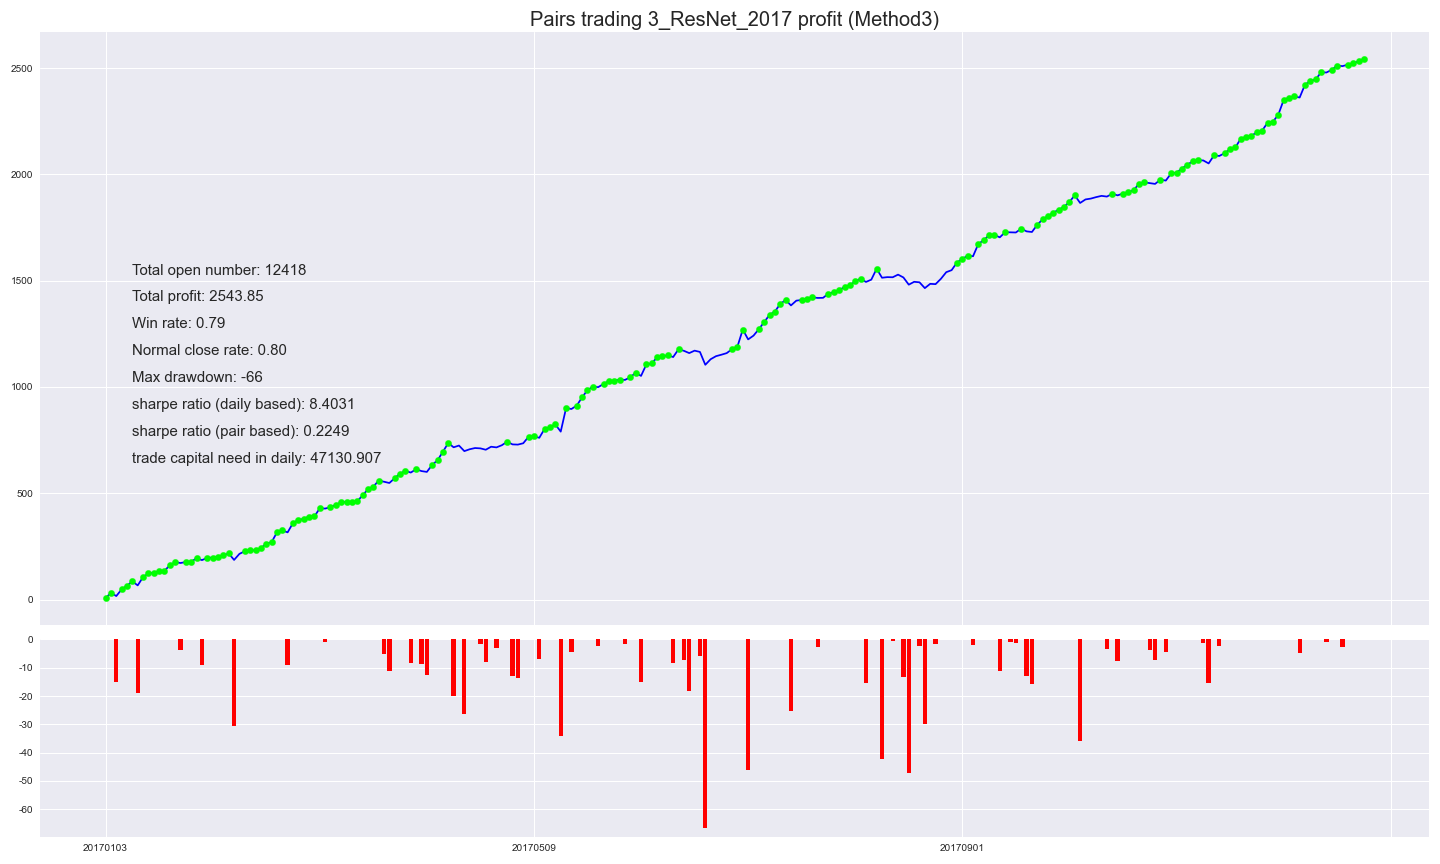 Pairs trading 3_ResNet_2017 profit (Method3)
2500
2000
1500
1000
500
0
Total open number: 12418
Total profit: 2543.85
Win rate: 0.79
Normal close rate: 0.80
Max drawdown: -66
sharpe ratio (daily based): 8.4031
sharpe ratio (pair based): 0.2249
trade capital need in daily: 47130.907
0
-10
-20
-30
-40
-50
-60
20170103
20170509
20170901